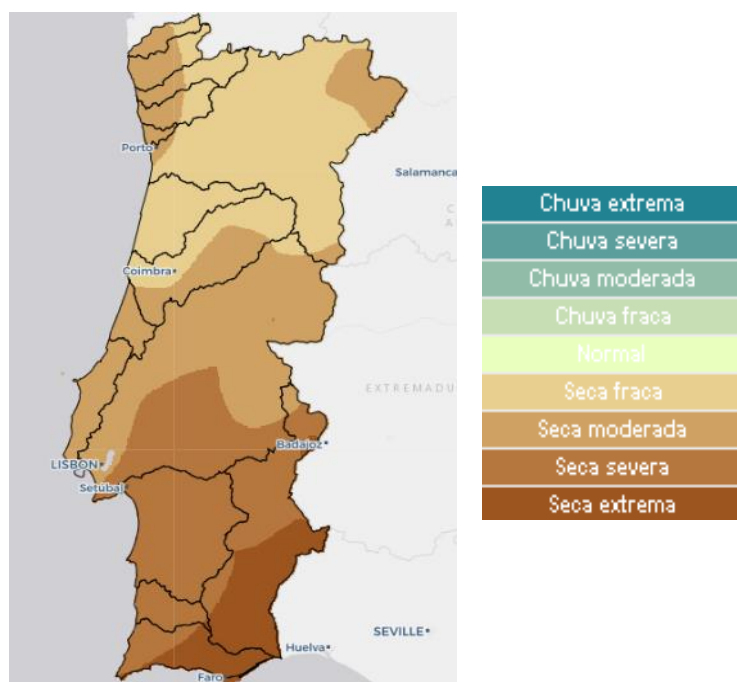 Porto
Salamanca
Coimbra
EXTREMADU
Badajoz
LISBON
Setúbal
SEVILLE
Huelva
Faro
Chuva extrema
Chuva severa
Chuva moderada
Chuva fraca
Normal
Seca fraca
Seca moderada
Seca severa
Seca extrema